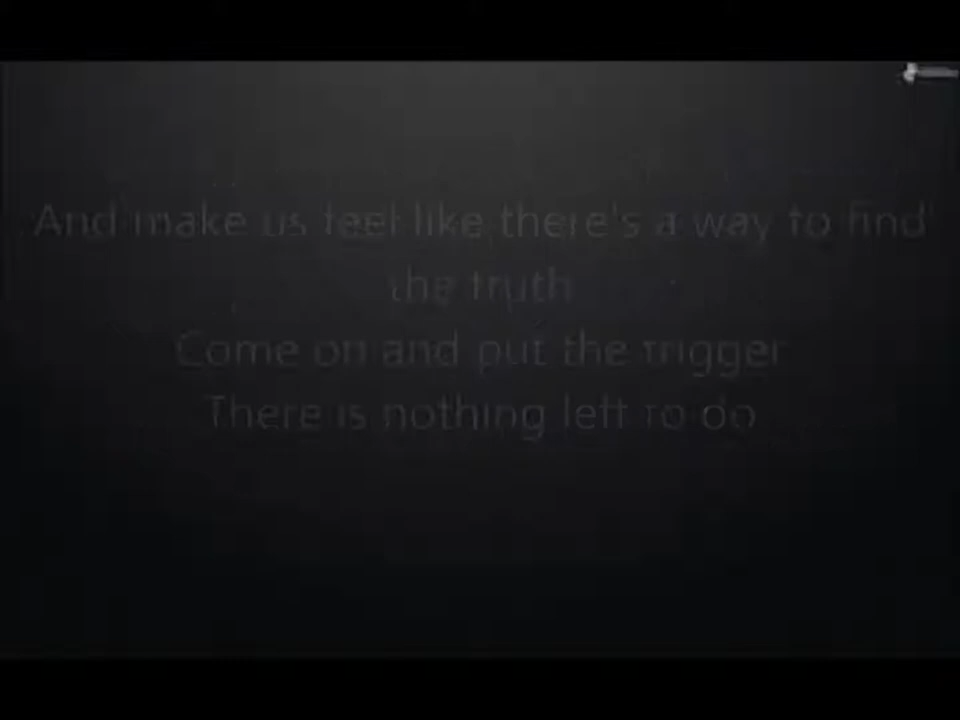 And make us feel like there's a way to find
the truth
Come on and put the trigger
There is nothing left to do